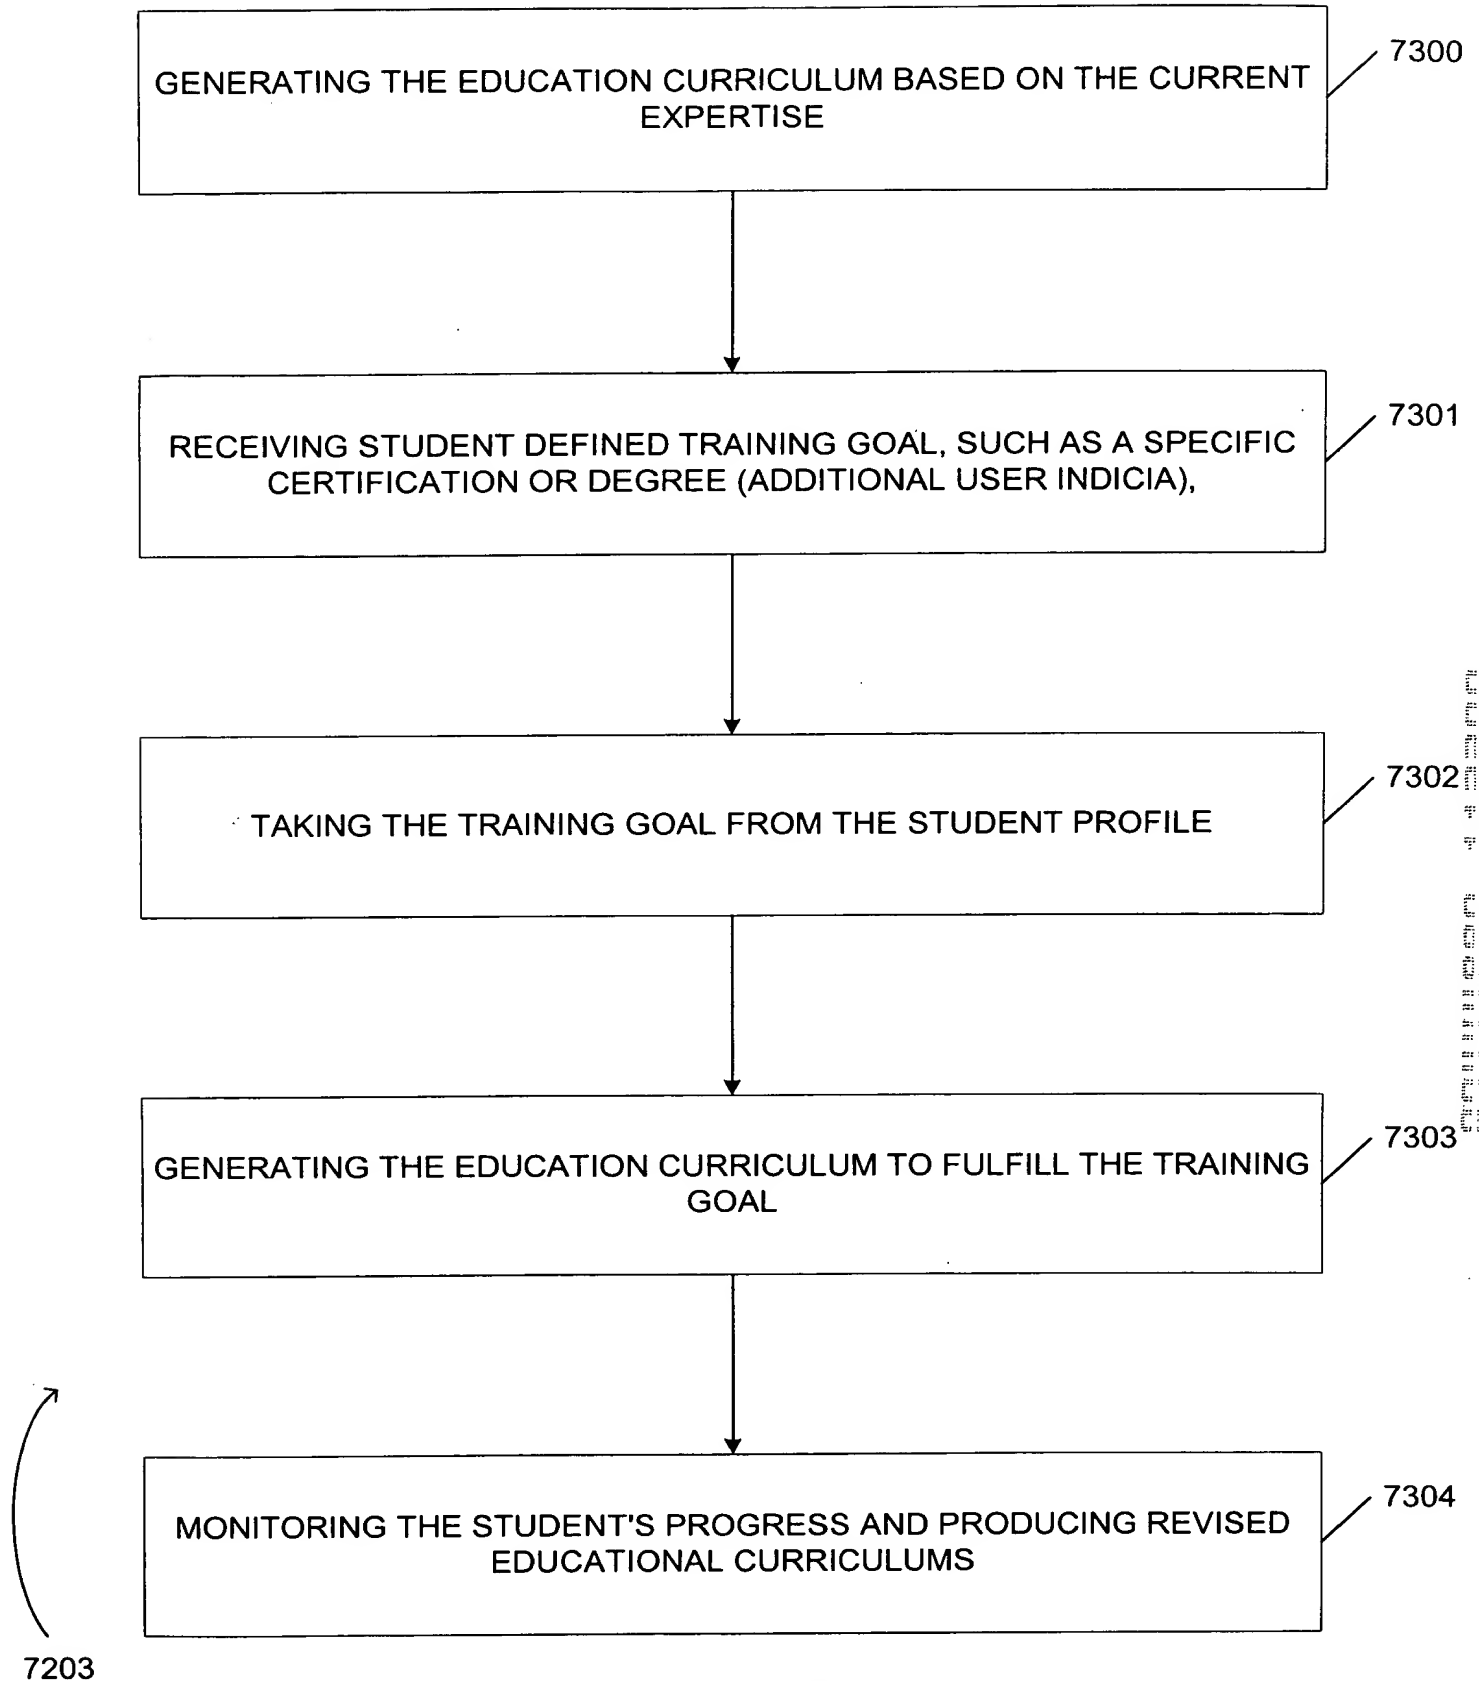 7300
GENERATING THE EDUCATION CURRICULUM BASED ON THE CURRENT
EXPERTISE
7301
RECEIVING STUDENT DEFINED TRAINING GOAL, SUCH AS A SPECIFIC
CERTIFICATION OR DEGREE (ADDITIONAL USER INDICIA),
7302
TAKING THE TRAINING GOAL FROM THE STUDENT PROFILE
7303
GENERATING THE EDUCATION CURRICULUM TO FULFILL THE TRAINING
GOAL
7304
MONITORING THE STUDENT'S PROGRESS AND PRODUCING REVISED
EDUCATIONAL CURRICULUMS
7203